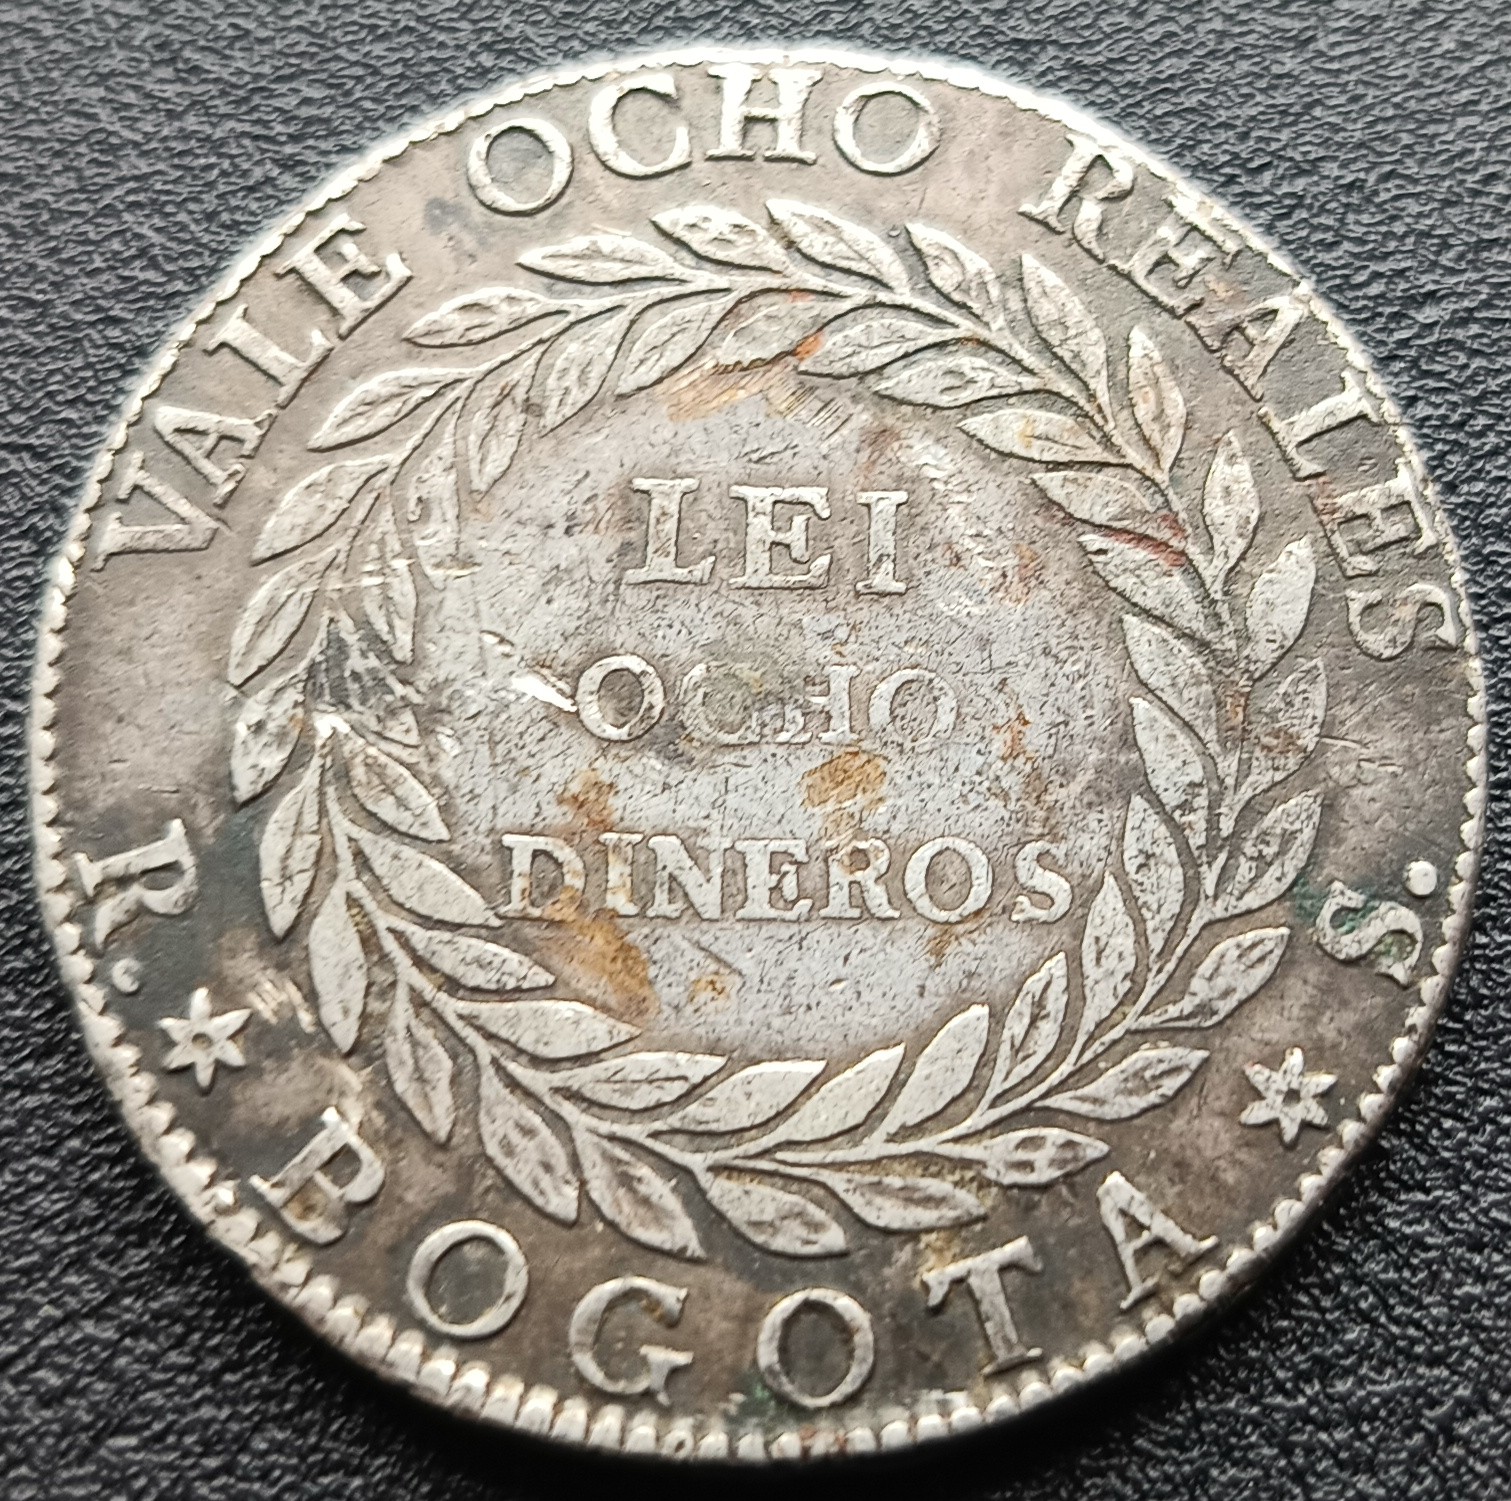 VALE OCHO REALES
R. ✶ BOGOTA ✶ S.
LEI
OCHO
DINEROS